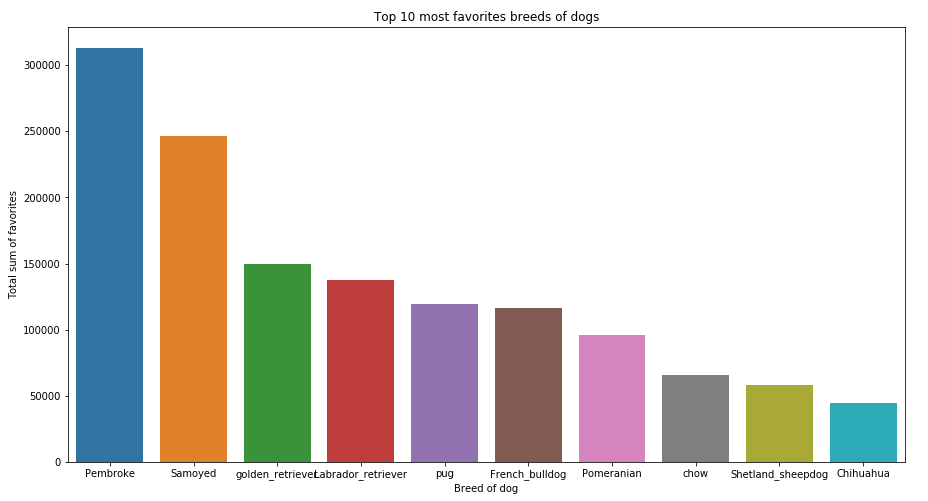 Top 10 most favorites breeds of dogs
Total sum of favorites
300000
250000
200000
150000
100000
50000
0
Pembroke Samoyed golden_retriever Labrador_retriever pug French_bulldog Pomeranian chow Shetland_sheepdog Chihuahua
Breed of dog